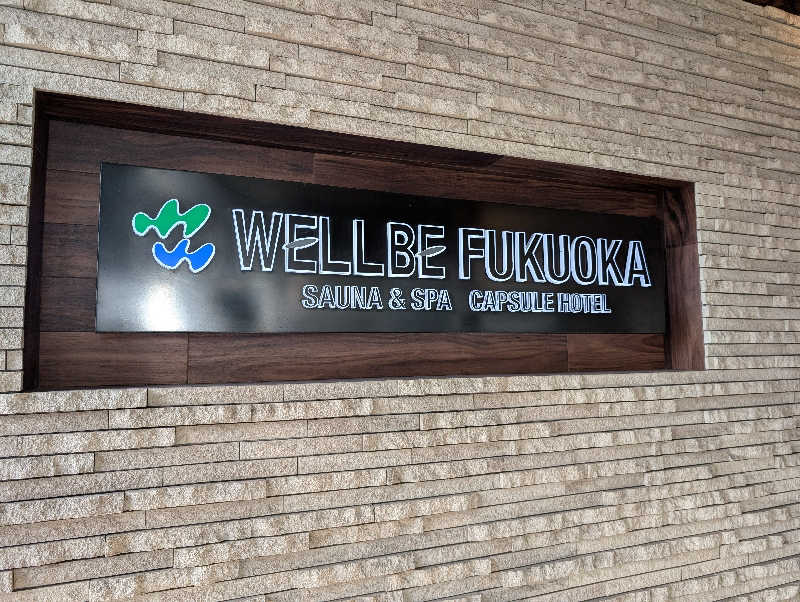 WELLBE FUKUOKA
SAUNA & SPA CAPSULE HOTEL